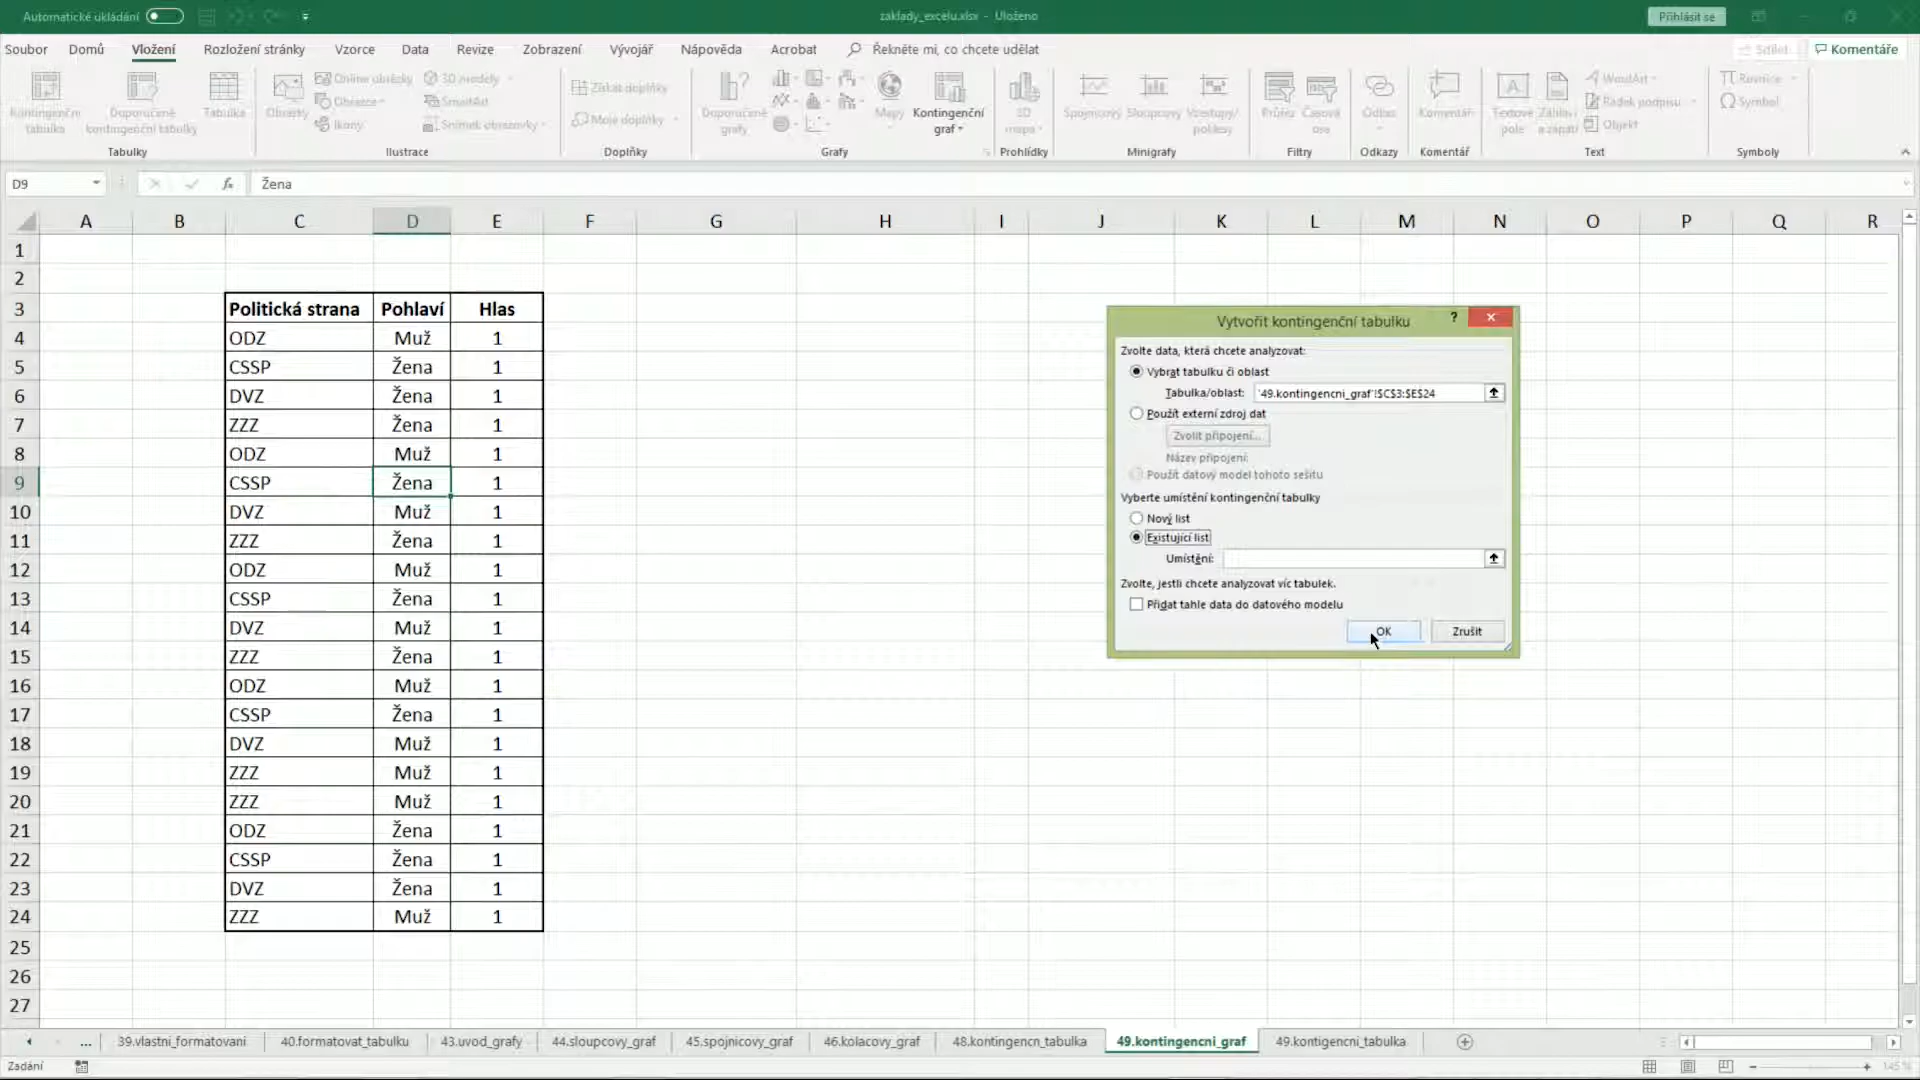 Automatické ukládání
zaklady_excelu.xlsx - Uloženo
Přihlásit se
Soubor Domů Vložení Rozložení stránky Vzorce Data Revize Zobrazení Vývojář Nápověda Acrobat Řekněte mi, co chcete udělat
Sdílet Komentáře
Kontingenční tabulka
Doporučené kontingenční tabulky
Tabulka
Tabulky
Obrázky
Online obrázky
Obrazce
Ikony
3D modely
SmartArt
Snímek obrazovky
Ilustrace
Získat doplňky
Moje doplňky
Doplňky
Doporučené grafy
Mapy
Kontingenční graf
Grafy
3D mapa
Prohlídky
Spojnicový Sloupcový Vzestupy/poklesy
Minigrafy
Průřez Časová osa
Filtry
Odkaz
Odkazy
Komentář
Komentář
Textové pole
Záhlaví a zápatí
WordArt
Řádek podpisu
Objekt
Text
Rovnice
Symbol
Symboly
D9
fx
Žena
A B C D E F G H I J K L M N O P Q R
1
2
3 Politická strana Pohlaví Hlas
4 ODZ Muž 1
5 CSSP Žena 1
6 DVZ Žena 1
7 ZZZ Žena 1
8 ODZ Muž 1
9 CSSP Žena 1
10 DVZ Muž 1
11 ZZZ Žena 1
12 ODZ Muž 1
13 CSSP Žena 1
14 DVZ Muž 1
15 ZZZ Žena 1
16 ODZ Muž 1
17 CSSP Žena 1
18 DVZ Muž 1
19 ZZZ Muž 1
20 ZZZ Muž 1
21 ODZ Žena 1
22 CSSP Žena 1
23 DVZ Žena 1
24 ZZZ Muž 1
25
26
27
Vytvořit kontingenční tabulku
?
Zvolte data, která chcete analyzovat:
Vybrat tabulku či oblast
Tabulka/oblast: '49.kontingencni_graf'!$C$3:$E$24
Použít externí zdroj dat
Zvolit připojení...
Název připojení:
Použít datový model tohoto sešitu
Vyberte umístění kontingenční tabulky
Nový list
Existující list
Umístění:
Zvolte, jestli chcete analyzovat víc tabulek.
Přidat tahle data do datového modelu
OK Zrušit
... 39.vlastni_formatovani 40.formatovat_tabulku 43.uvod_grafy 44.sloupcovy_graf 45.spojnicovy_graf 46.kolacovy_graf 48.kontingencn_tabulka 49.kontingencni_graf 49.kontigencni_tabulka
Zadání
145 %